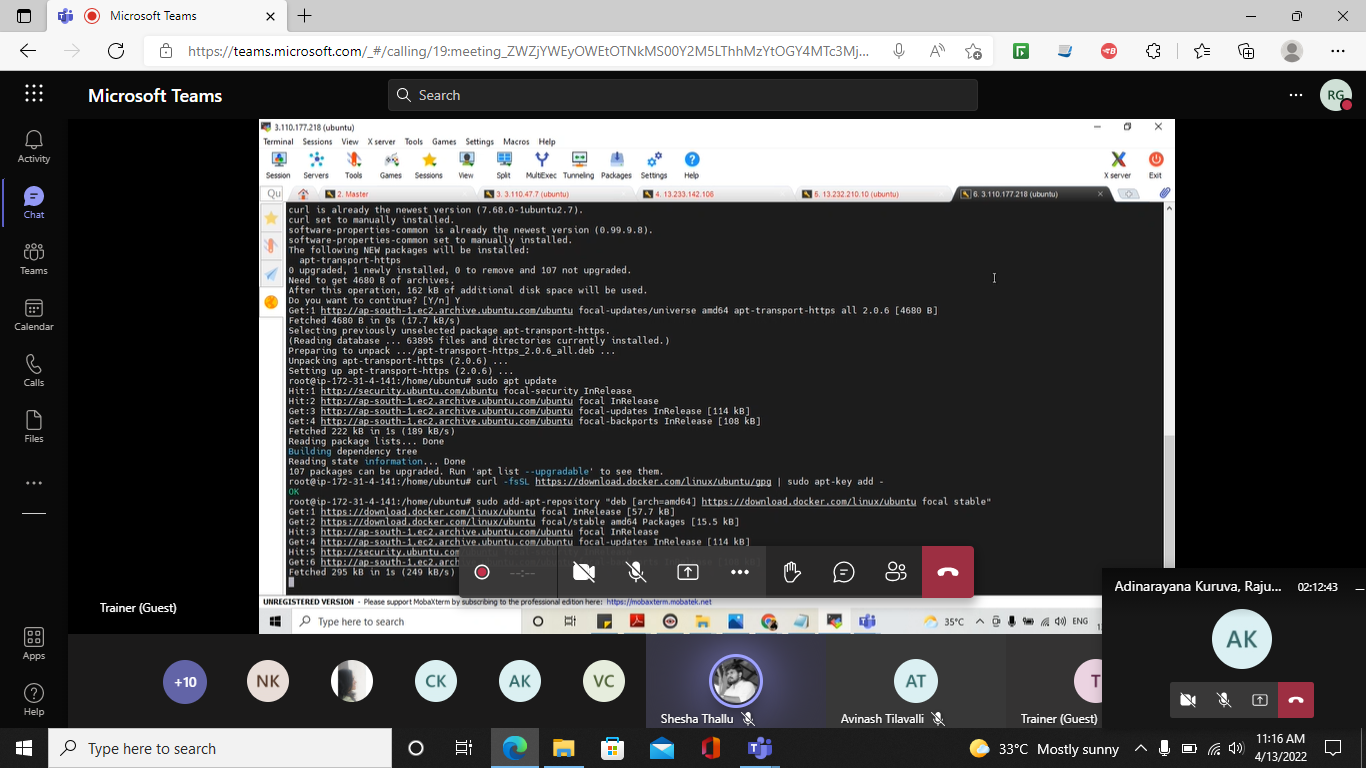 Microsoft Teams
https://teams.microsoft.com/_#/calling/19:meeting_ZWZjYWEyOWEtOTNkMS00Y2M5LThhMzYtOGY4MTc3Mj...
Microsoft Teams
Search
RG
Activity
Chat
Teams
Calendar
Calls
Files
Apps
Help
3.110.177.218 (ubuntu)
Terminal Sessions View X server Tools Games Settings Macros Help
Session Servers Tools Games Sessions View Split MultiExec Tunneling Packages Settings Help X server Exit
Qu 2. Master 3. 3.110.47.7 (ubuntu) 4. 13.233.142.106 5. 13.232.210.10 (ubuntu) 6. 3.110.177.218 (ubuntu)
curl is already the newest version (7.68.0-1ubuntu2.7).
curl set to manually installed.
software-properties-common is already the newest version (0.99.9.8).
software-properties-common set to manually installed.
The following NEW packages will be installed:
apt-transport-https
0 upgraded, 1 newly installed, 0 to remove and 107 not upgraded.
Need to get 4680 B of archives.
After this operation, 162 kB of additional disk space will be used.
Do you want to continue? [Y/n] Y
Get:1 http://ap-south-1.ec2.archive.ubuntu.com/ubuntu focal-updates/universe amd64 apt-transport-https all 2.0.6 [4680 B]
Fetched 4680 B in 0s (17.7 kB/s)
Selecting previously unselected package apt-transport-https.
(Reading database ... 63895 files and directories currently installed.)
Preparing to unpack .../apt-transport-https_2.0.6_all.deb ...
Unpacking apt-transport-https (2.0.6) ...
Setting up apt-transport-https (2.0.6) ...
root@ip-172-31-4-141:/home/ubuntu# sudo apt update
Hit:1 http://security.ubuntu.com/ubuntu focal-security InRelease
Hit:2 http://ap-south-1.ec2.archive.ubuntu.com/ubuntu focal InRelease
Get:3 http://ap-south-1.ec2.archive.ubuntu.com/ubuntu focal-updates InRelease [114 kB]
Get:4 http://ap-south-1.ec2.archive.ubuntu.com/ubuntu focal-backports InRelease [108 kB]
Fetched 222 kB in 1s (189 kB/s)
Reading package lists... Done
Building dependency tree
Reading state information... Done
107 packages can be upgraded. Run 'apt list --upgradable' to see them.
root@ip-172-31-4-141:/home/ubuntu# curl -fsSL https://download.docker.com/linux/ubuntu/gpg | sudo apt-key add -
OK
root@ip-172-31-4-141:/home/ubuntu# sudo add-apt-repository "deb [arch=amd64] https://download.docker.com/linux/ubuntu focal stable"
Get:1 https://download.docker.com/linux/ubuntu focal InRelease [57.7 kB]
Get:2 https://download.docker.com/linux/ubuntu focal/stable amd64 Packages [15.5 kB]
Hit:3 http://ap-south-1.ec2.archive.ubuntu.com/ubuntu focal InRelease
Get:4 http://ap-south-1.ec2.archive.ubuntu.com/ubuntu focal-updates InRelease [114 kB]
Hit:5 http://security.ubuntu.com
Get:6 http://ap-south-1.ec2.arch
Fetched 295 kB in 1s (249 kB/s)
--:--
UNREGISTERED VERSION - Please support MobaXterm by subscribing to the professional edition here: https://mobaxterm.mobatek.net
Type here to search
35°C
ENG
Trainer (Guest)
Adinarayana Kuruva, Raju... 02:12:43
AK
+10 NK CK AK VC AT T
Shesha Thallu Avinash Tilavalli Trainer (Guest)
Type here to search
33°C Mostly sunny
11:16 AM
4/13/2022